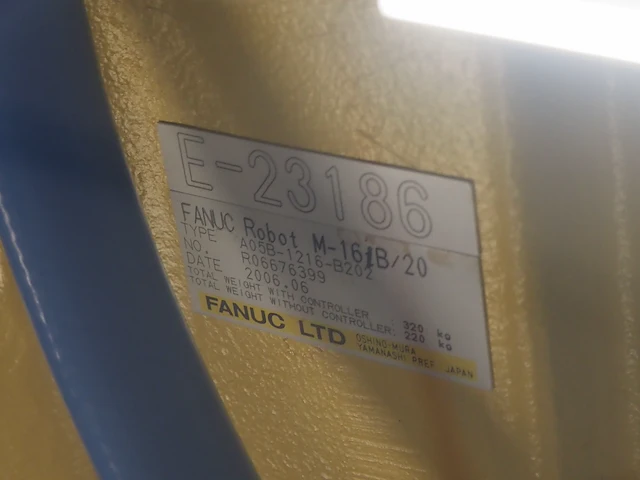 E-23186
FANUC Robot M-16iB/20
TYPE A05B-1216-B202
NO. R06676399
DATE 2006.06
TOTAL WEIGHT WITH CONTROLLER : 320 kg
TOTAL WEIGHT WITHOUT CONTROLLER: 220 kg
FANUC LTD OSHINO-MURA
YAMANASHI PREF. JAPAN